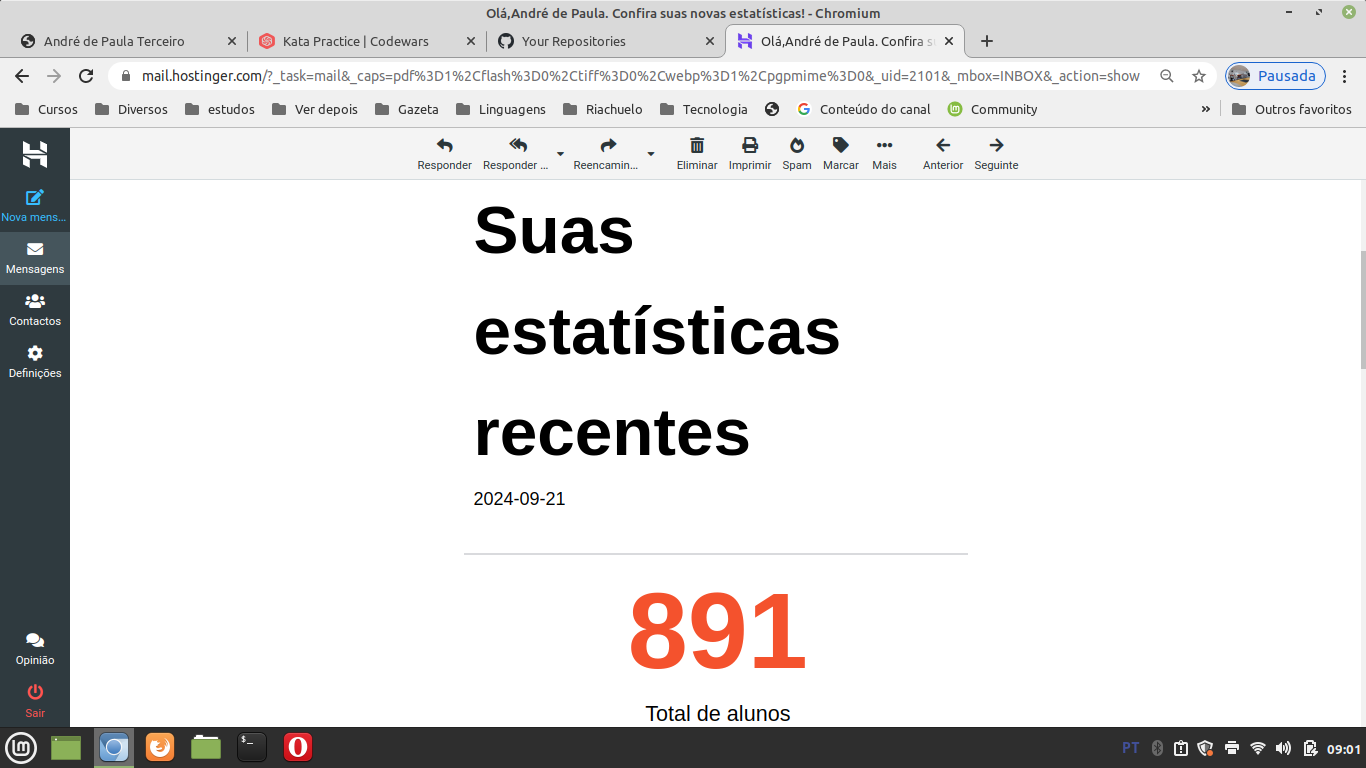 Olá,André de Paula. Confira suas novas estatísticas! - Chromium
André de Paula Terceiro
Kata Practice | Codewars
Your Repositories
Olá,André de Paula. Confira su
mail.hostinger.com/?_task=mail&_caps=pdf%3D1%2Cflash%3D0%2Ctiff%3D0%2Cwebp%3D1%2Cpgpmime%3D0&_uid=2101&_mbox=INBOX&_action=show
Pausada
Cursos
Diversos
estudos
Ver depois
Gazeta
Linguagens
Riachuelo
Tecnologia
Conteúdo do canal
Community
»
Outros favoritos
Responder
Responder ...
Reencamin...
Eliminar
Imprimir
Spam
Marcar
Mais
Anterior
Seguinte
Nova mens...
Mensagens
Contactos
Definições
Opinião
Sair
Suas
estatísticas
recentes
2024-09-21
891
Total de alunos
PT
09:01